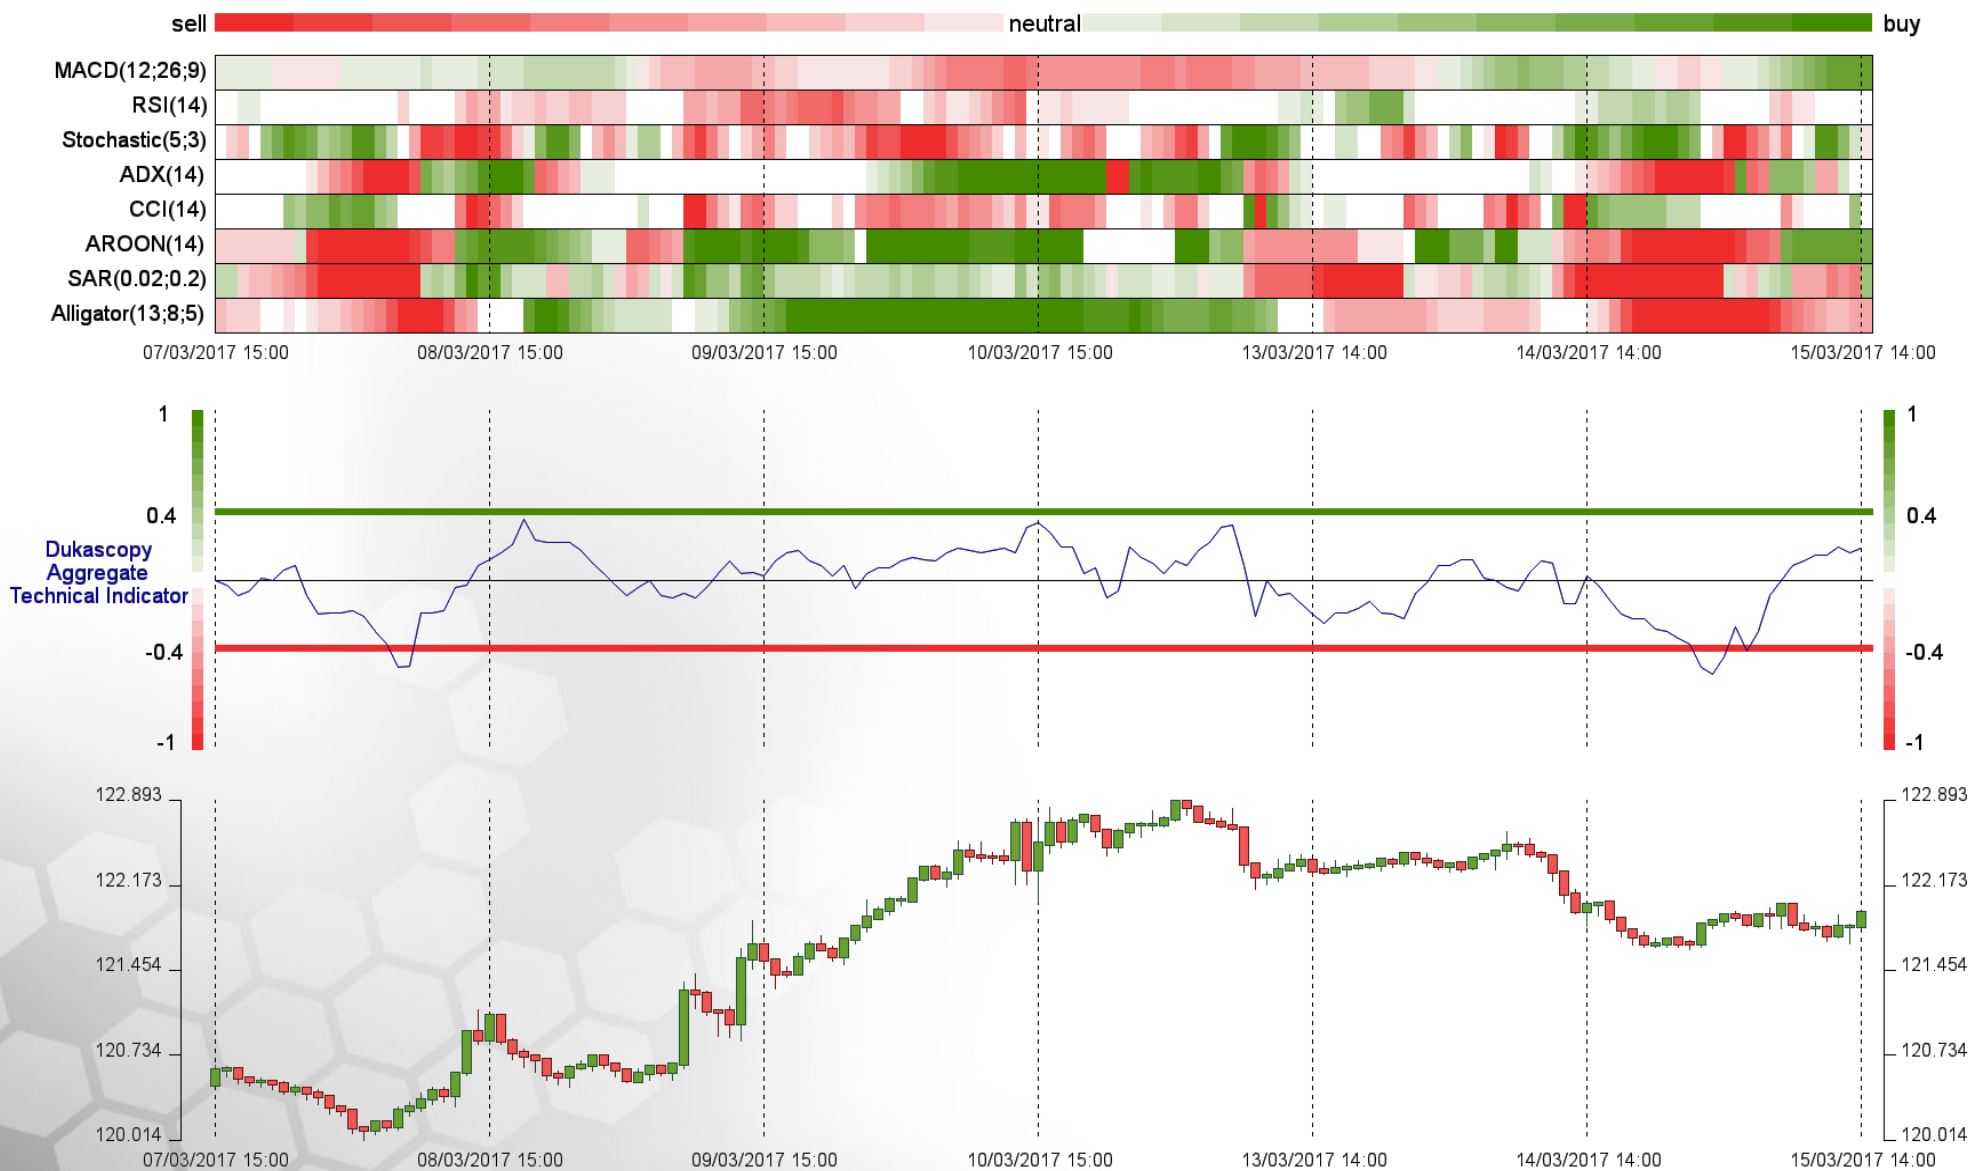 sell neutral buy
MACD(12;26;9)
RSI(14)
Stochastic(5;3)
ADX(14)
CCI(14)
AROON(14)
SAR(0.02;0.2)
Alligator(13;8;5)
07/03/2017 15:00 08/03/2017 15:00 09/03/2017 15:00 10/03/2017 15:00 13/03/2017 14:00 14/03/2017 14:00 15/03/2017 14:00
1 1
0.4 0.4
Dukascopy
Aggregate
Technical Indicator
-0.4 -0.4
-1 -1
122.893 122.893
122.173 122.173
121.454 121.454
120.734 120.734
120.014 120.014
07/03/2017 15:00 08/03/2017 15:00 09/03/2017 15:00 10/03/2017 15:00 13/03/2017 14:00 14/03/2017 14:00 15/03/2017 14:00